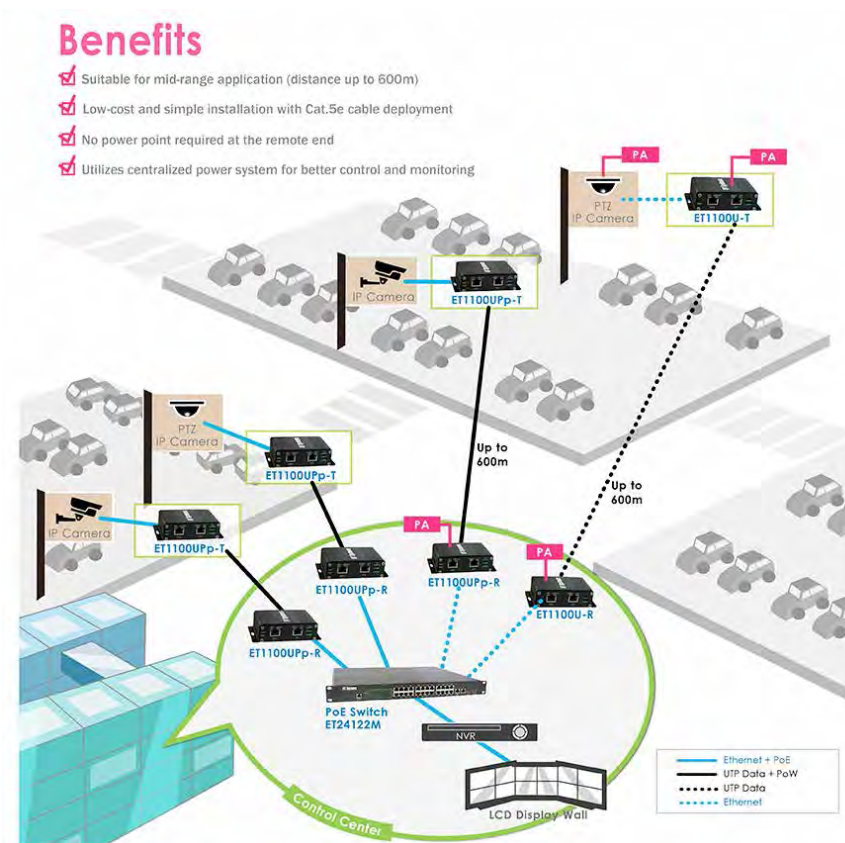 Benefits
Suitable for mid-range application (distance up to 600m)
Low-cost and simple installation with Cat.5e cable deployment
No power point required at the remote end
Utilizes centralized power system for better control and monitoring
PA
PA
PTZ
IP Camera
ET1100U-T
IP Camera
ET1100UPp-T
PTZ
IP Camera
ET1100UPp-T
Up to
600m
Up to
600m
IP Camera
ET1100UPp-T
PA
PA
ET1100UPp-R
ET1100UPp-R
ET1100U-R
ET1100UPp-R
PoE Switch
ET24122M
NVR
LCD Display Wall
Control Center
Ethernet + PoE
UTP Data + PoW
UTP Data
Ethernet